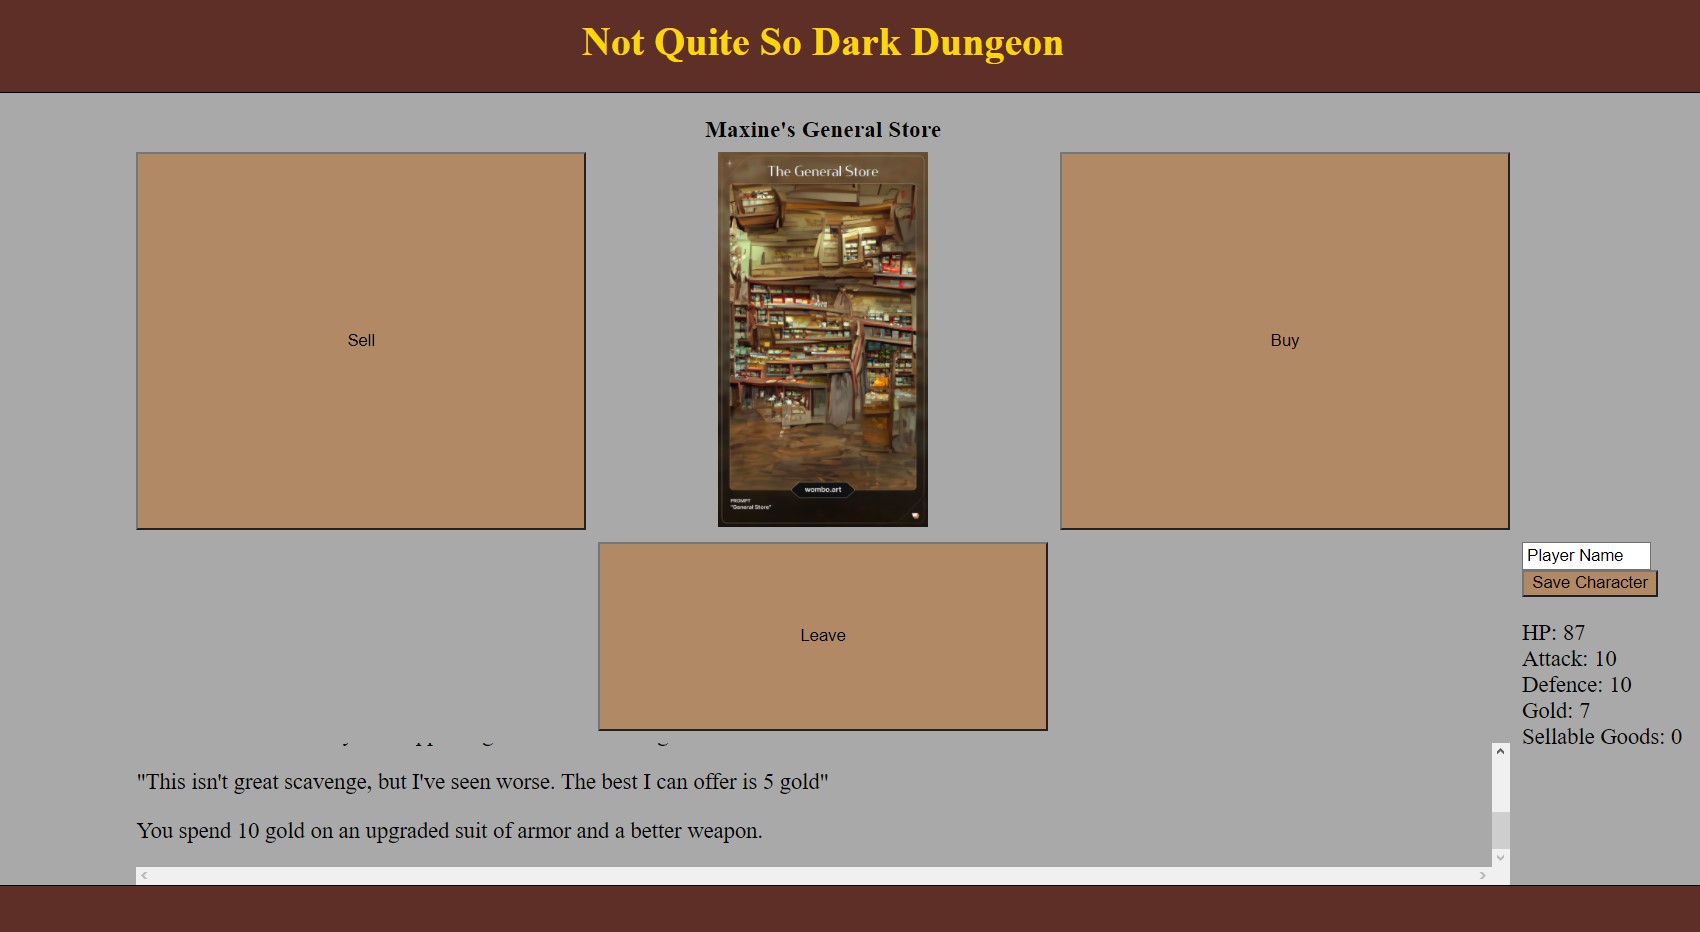 Not Quite So Dark Dungeon
Maxine's General Store
The General Store
Sell
Buy
wombo.art
PROMPT
"General Store"
Leave
Player Name
Save Character
HP: 87
Attack: 10
Defence: 10
Gold: 7
Sellable Goods: 0
"This isn't great scavenge, but I've seen worse. The best I can offer is 5 gold"
You spend 10 gold on an upgraded suit of armor and a better weapon.